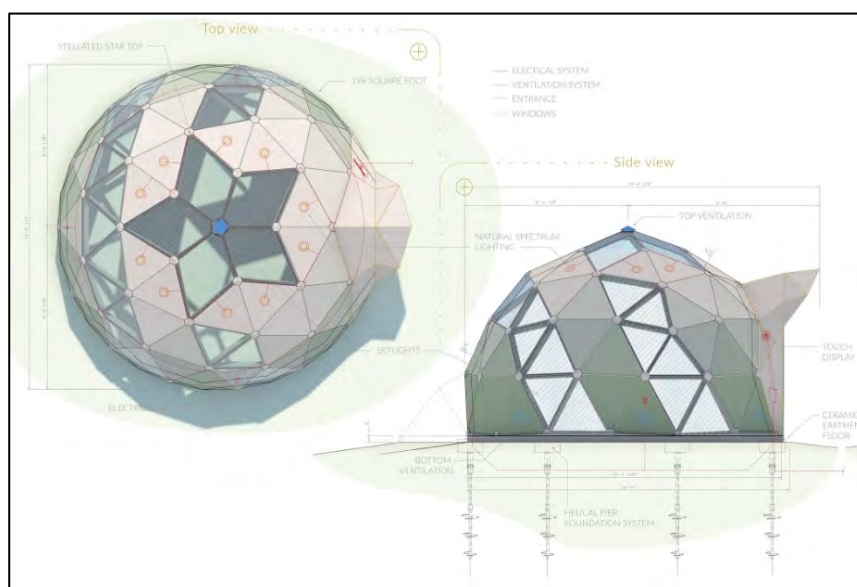 Top view
STELLATED STAR TOP
198 SQUARE FOOT
ELECTICAL SYSTEM
VENTILATION SYSTEM
ENTRANCE
WINDOWS
Side view
TOP VENTILATION
NATURAL SPECTRUM
LIGHTING
SKYLIGHTS
TOUCH
DISPLAY
CERAMIC
EARTHEN
FLOOR
BOTTOM
VENTILATION
HELICAL PIER
FOUNDATION SYSTEM